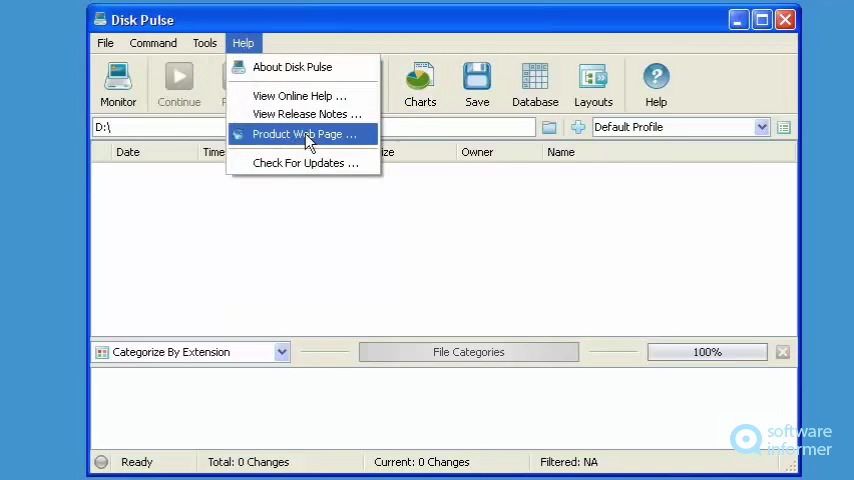 Disk Pulse
File Command Tools Help
About Disk Pulse
View Online Help ...
View Release Notes ...
Product Web Page ...
Check For Updates ...
Monitor Continue Charts Save Database Layouts Help
D:\ Default Profile
Date Time Owner Name
Categorize By Extension File Categories 100%
Ready Total: 0 Changes Current: 0 Changes Filtered: NA
software
informer